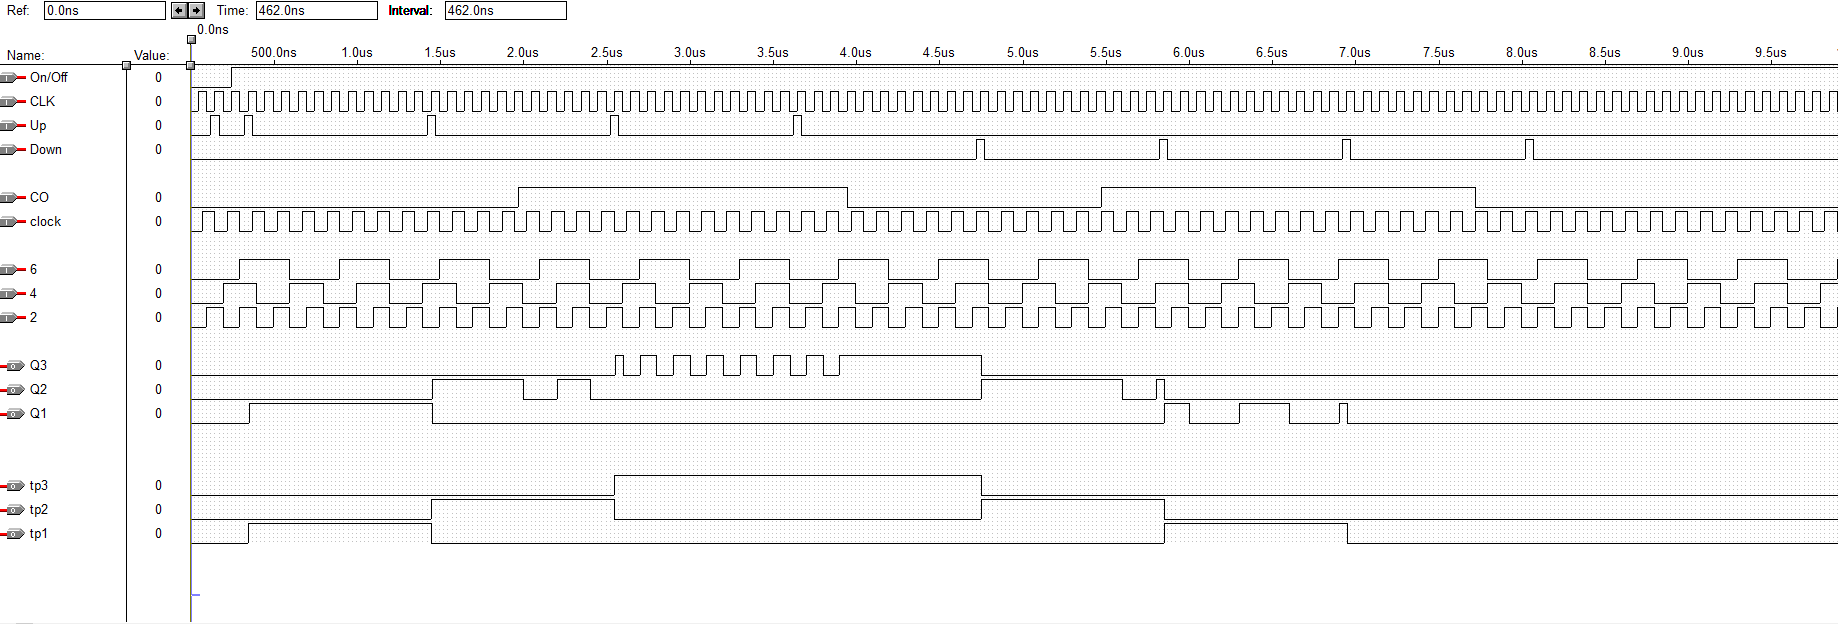 Ref: 0.0ns Time: 462.0ns Interval: 462.0ns
0.0ns
Name: Value: 500.0ns 1.0us 1.5us 2.0us 2.5us 3.0us 3.5us 4.0us 4.5us 5.0us 5.5us 6.0us 6.5us 7.0us 7.5us 8.0us 8.5us 9.0us 9.5us
On/Off 0
CLK 0
Up 0
Down 0
CO 0
clock 0
6 0
4 0
2 0
Q3 0
Q2 0
Q1 0
tp3 0
tp2 0
tp1 0